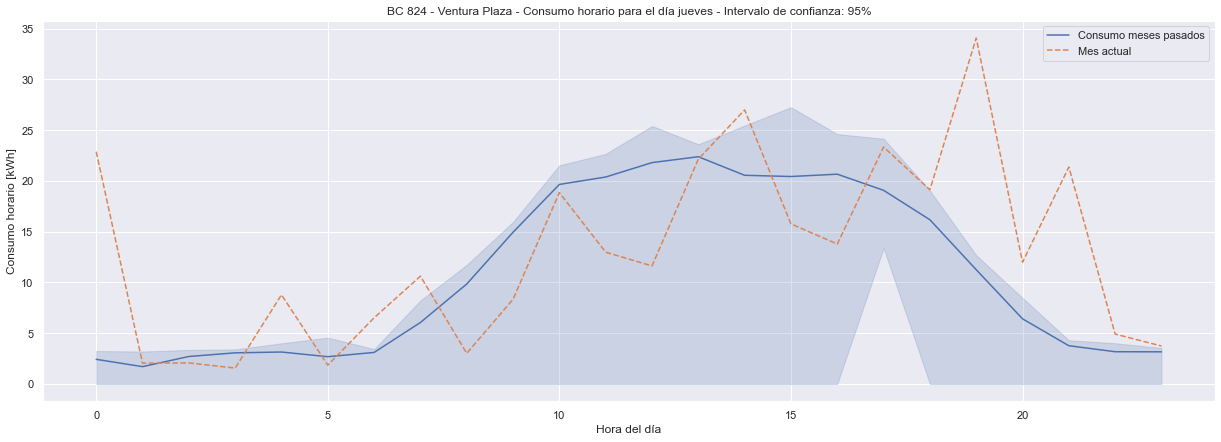 BC 824 - Ventura Plaza - Consumo horario para el día jueves - Intervalo de confianza: 95%
Consumo meses pasados
Mes actual
Consumo horario [kWh]
35
30
25
20
15
10
5
0
0 5 10 15 20
Hora del día